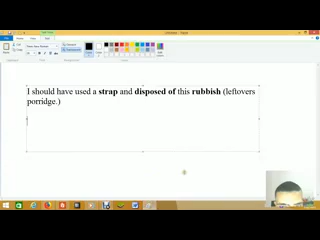 I should have used a strap and disposed of this rubbish (leftovers
porridge.)